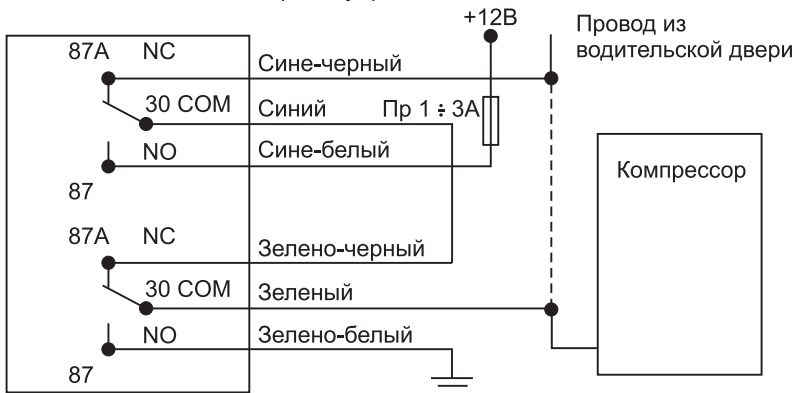 +12В
Провод из
водительской двери
87A NC
Сине-черный
30 COM
Синий
Пр 1 ÷ 3А
NO
Сине-белый
87
Компрессор
87A NC
Зелено-черный
30 COM
Зеленый
NO
Зелено-белый
87